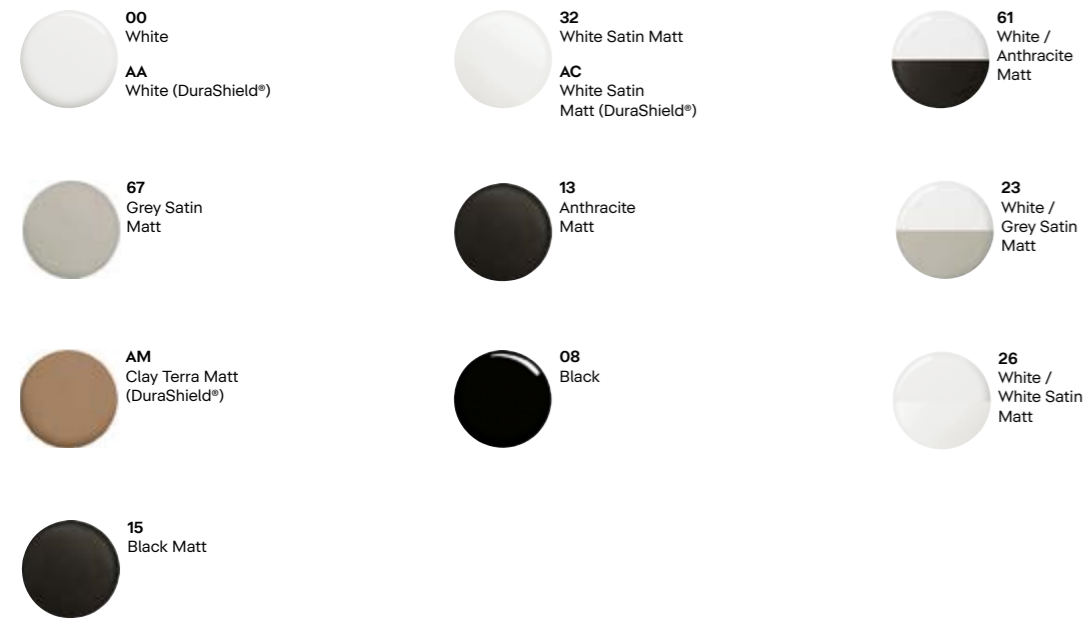 00
White
AA
White (DuraShield®)
32
White Satin Matt
AC
White Satin
Matt (DuraShield®)
61
White /
Anthracite
Matt
67
Grey Satin
Matt
13
Anthracite
Matt
23
White /
Grey Satin
Matt
AM
Clay Terra Matt
(DuraShield®)
08
Black
26
White /
White Satin
Matt
15
Black Matt